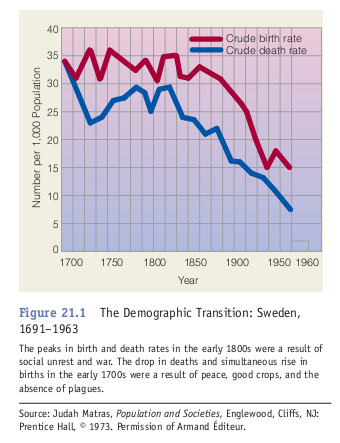 40
Crude birth rate
Crude death rate
35
30
25
20
15
10
5
0
Number per 1,000 Population
1700 1750 1800 1850 1900 1950 1960
Year
Figure 21.1 The Demographic Transition: Sweden,
1691–1963
The peaks in birth and death rates in the early 1800s were a result of
social unrest and war. The drop in deaths and simultaneous rise in
births in the early 1700s were a result of peace, good crops, and the
absence of plagues.
Source: Judah Matras, Population and Societies, Englewood, Cliffs, NJ:
Prentice Hall, © 1973. Permission of Armand Éditeur.